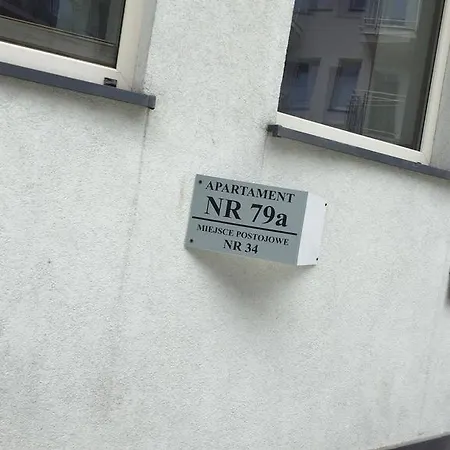 APARTAMENT
NR 79a
MIEJSCE POSTOJOWE
NR 34